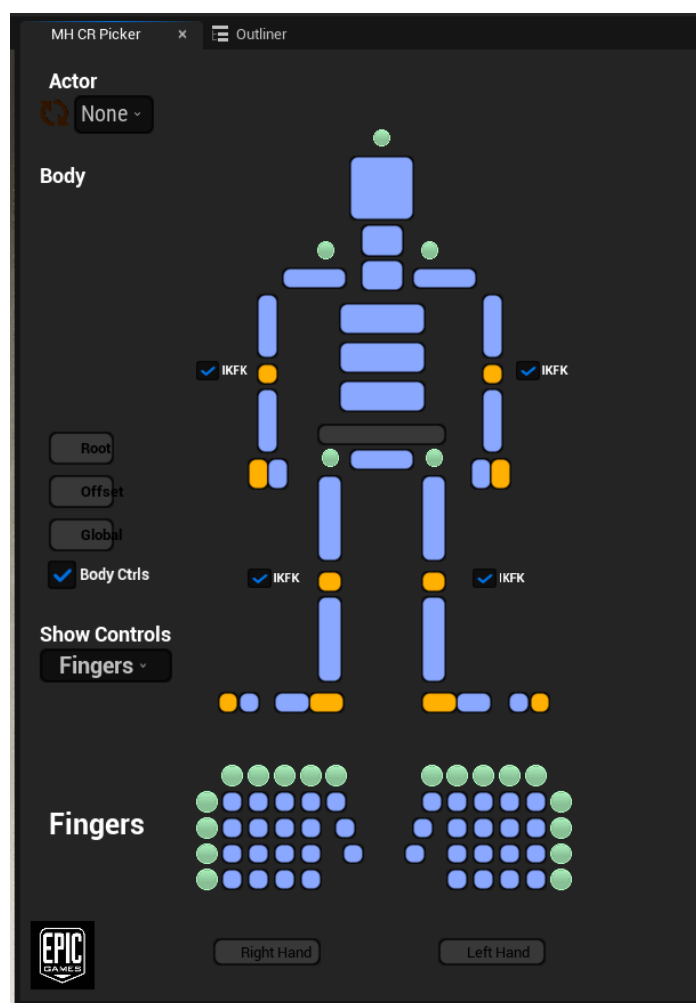 MH CR Picker
Outliner
Actor
None
Body
IKFK
IKFK
Root
Offset
Global
Body Ctrls
IKFK
IKFK
Show Controls
Fingers
Fingers
EPIC
GAMES
Right Hand
Left Hand